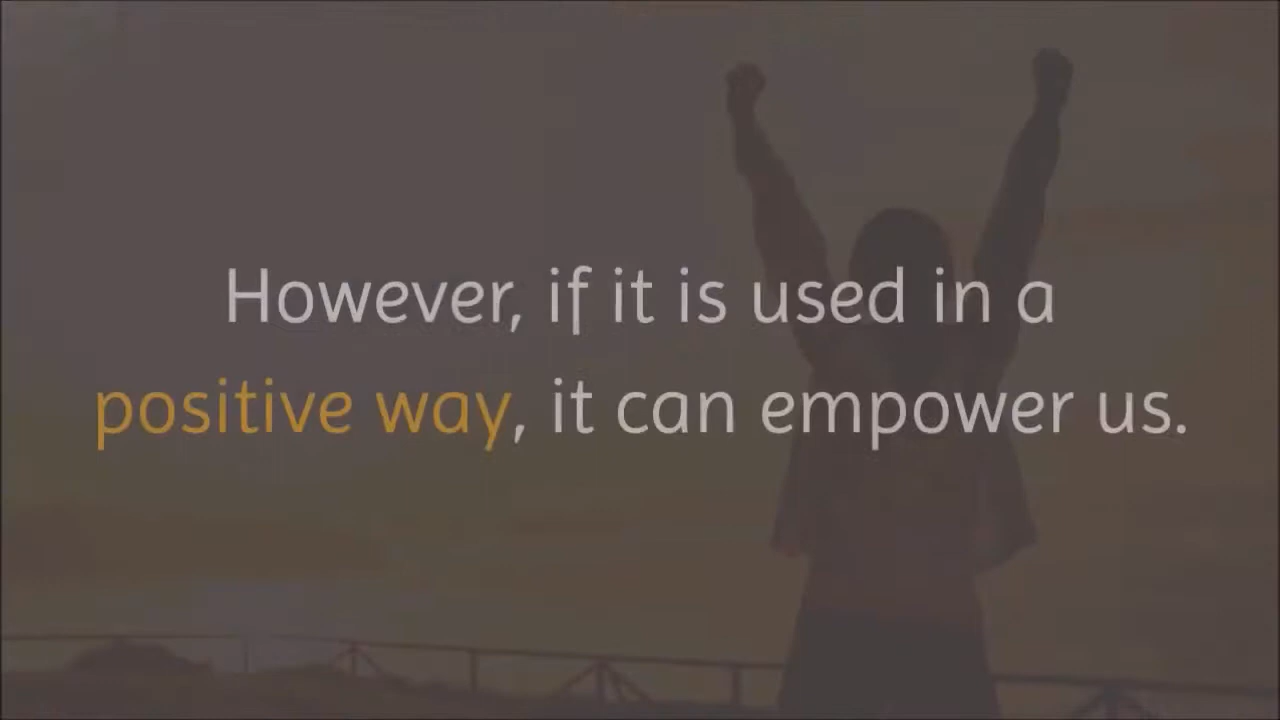 However, if it is used in a
positive way, it can empower us.